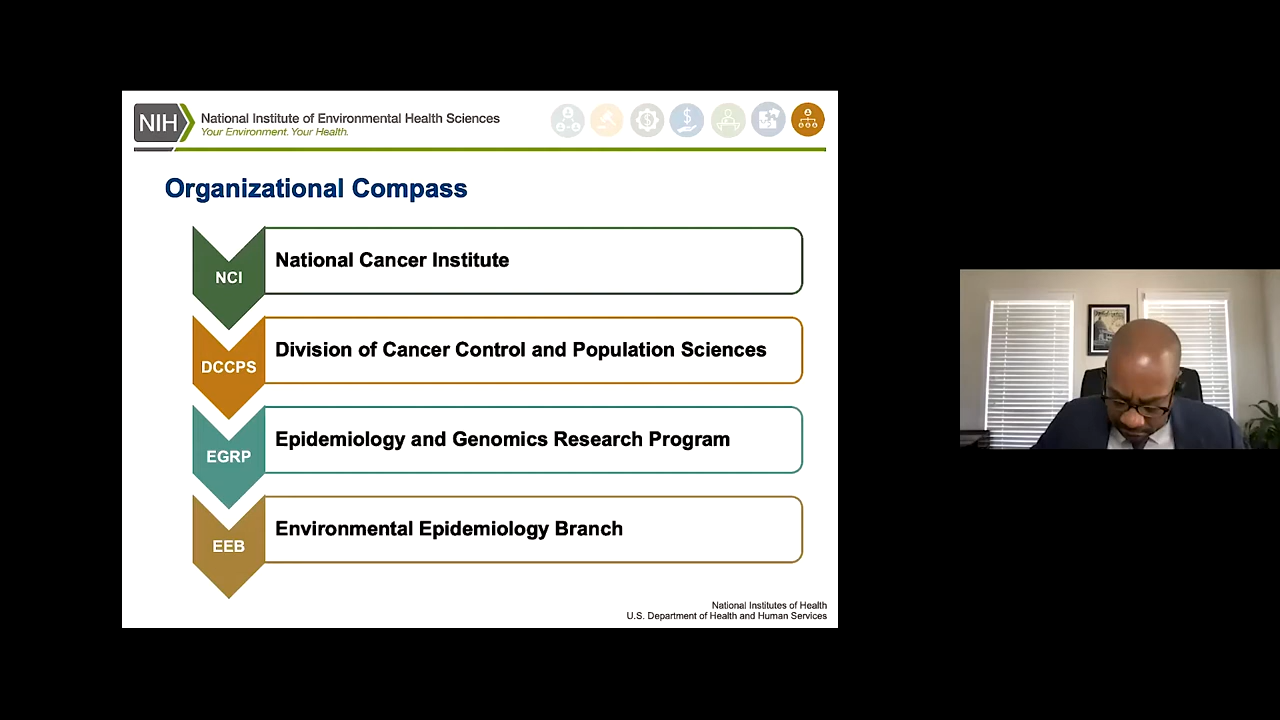 NIH
National Institute of Environmental Health Sciences
Your Environment. Your Health.
Organizational Compass
NCI
National Cancer Institute
DCCPS
Division of Cancer Control and Population Sciences
EGRP
Epidemiology and Genomics Research Program
EEB
Environmental Epidemiology Branch
National Institutes of Health
U.S. Department of Health and Human Services